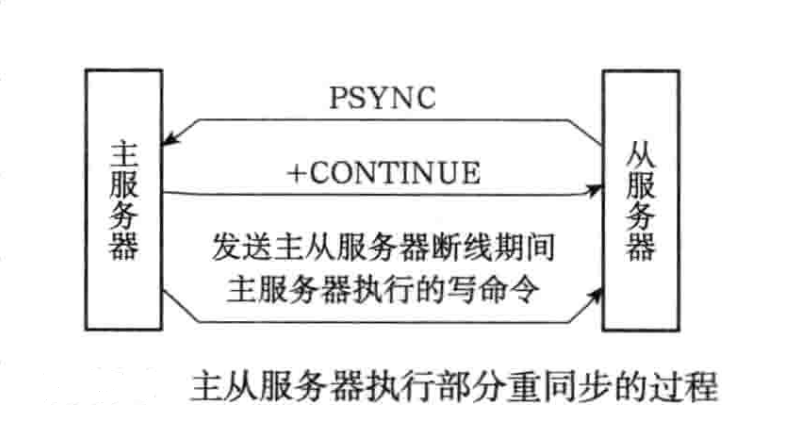 PSYNC
主服务器
从服务器
+CONTINUE
发送主从服务器断线期间
主服务器执行的写命令
主从服务器执行部分重同步的过程